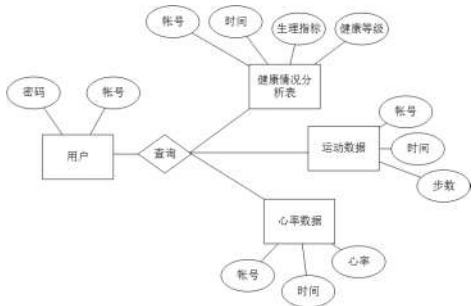 帐号
时间
生理指标
健康等级
健康情况分
析表
密码
帐号
用户
查询
帐号
运动数据
时间
步数
心率数据
帐号
时间
心率